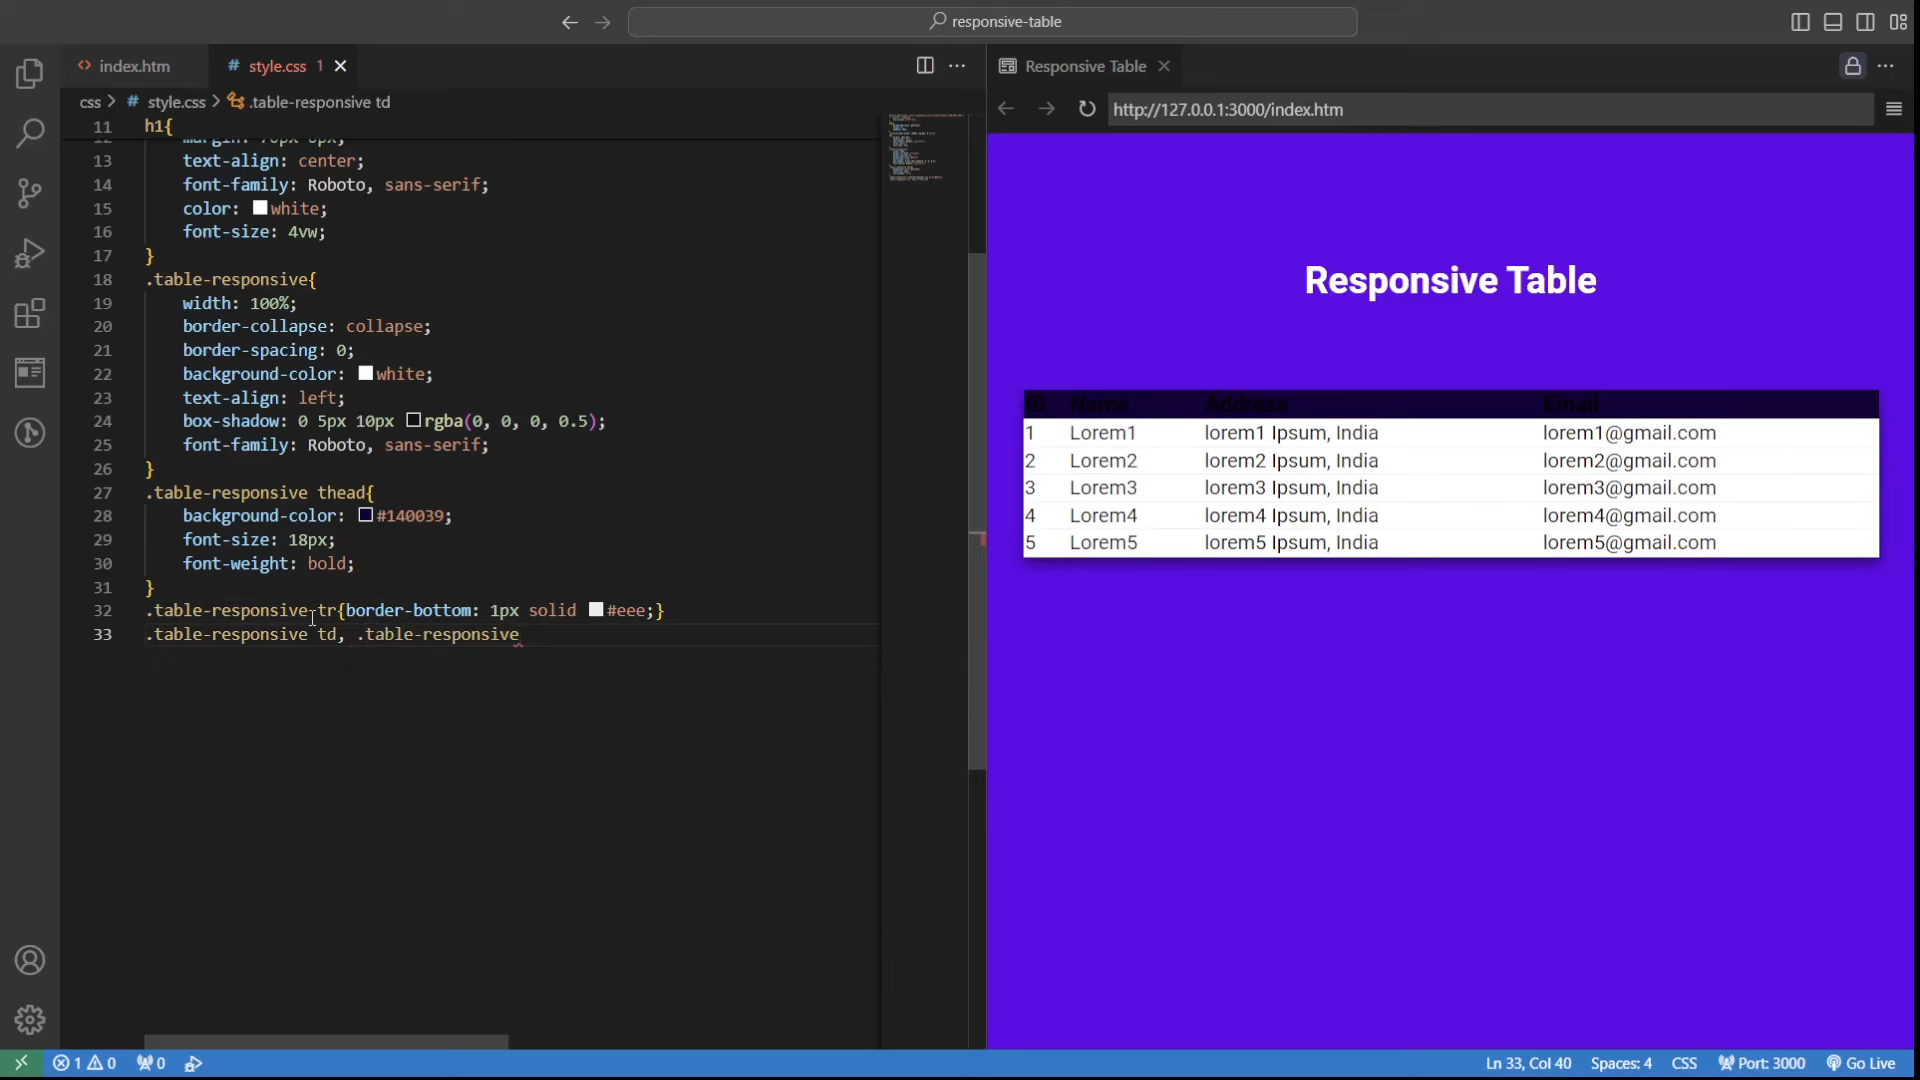 responsive-table
index.htm
style.css 1
css > style.css > .table-responsive td
11 h1{
13 text-align: center;
14 font-family: Roboto, sans-serif;
15 color: white;
16 font-size: 4vw;
17 }
18 .table-responsive{
19 width: 100%;
20 border-collapse: collapse;
21 border-spacing: 0;
22 background-color: white;
23 text-align: left;
24 box-shadow: 0 5px 10px rgba(0, 0, 0, 0.5);
25 font-family: Roboto, sans-serif;
26 }
27 .table-responsive thead{
28 background-color: #140039;
29 font-size: 18px;
30 font-weight: bold;
31 }
32 .table-responsive tr{border-bottom: 1px solid #eee;}
33 .table-responsive td, .table-responsive
Responsive Table
http://127.0.0.1:3000/index.htm
Responsive Table
ID Name Address Email
1 Lorem1 lorem1 Ipsum, India lorem1@gmail.com
2 Lorem2 lorem2 Ipsum, India lorem2@gmail.com
3 Lorem3 lorem3 Ipsum, India lorem3@gmail.com
4 Lorem4 lorem4 Ipsum, India lorem4@gmail.com
5 Lorem5 lorem5 Ipsum, India lorem5@gmail.com
1 0 0 Ln 33, Col 40 Spaces: 4 CSS Port: 3000 Go Live